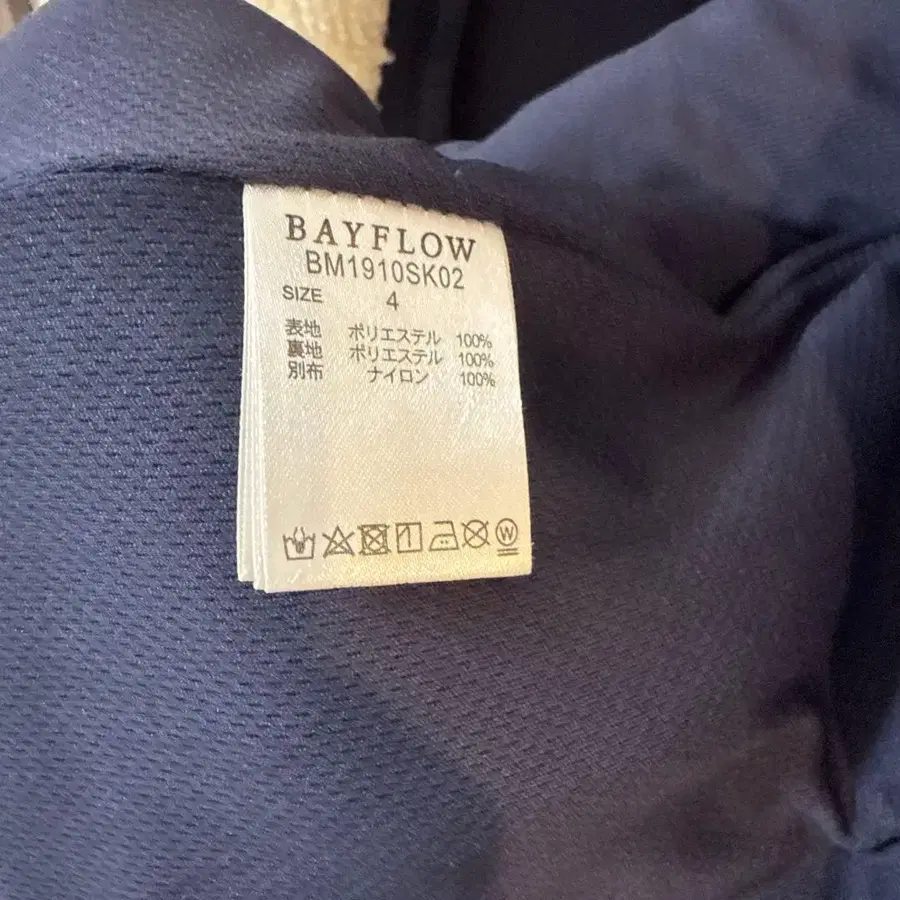 BAYFLOW
BM1910SK02
SIZE 4
表地 ポリエステル 100%
裏地 ポリエステル 100%
別布 ナイロン 100%
W